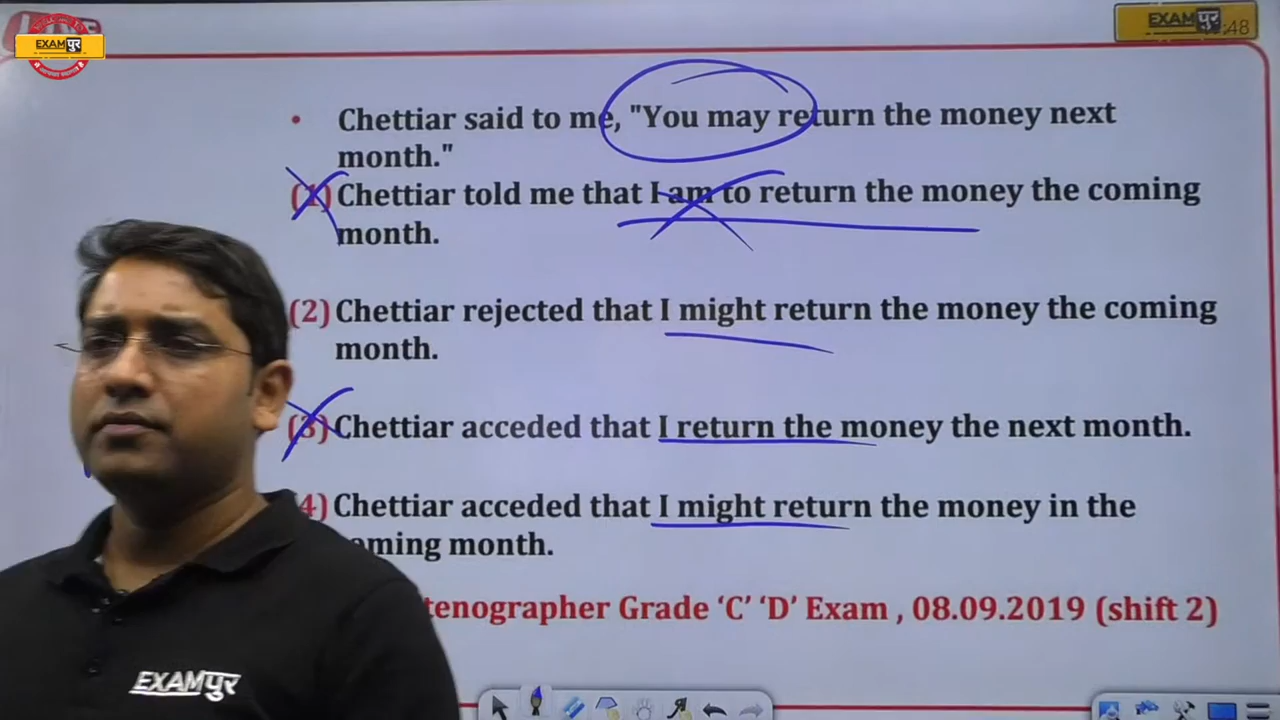 EXAMपुर
EXAMपुर
:48
• Chettiar said to me, "You may return the money next
month."
(1) Chettiar told me that I am to return the money the coming
month.
(2) Chettiar rejected that I might return the money the coming
month.
(3) Chettiar acceded that I return the money the next month.
4) Chettiar acceded that I might return the money in the
oming month.
tenographer Grade ‘C’ ‘D’ Exam , 08.09.2019 (shift 2)
EXAMपुर